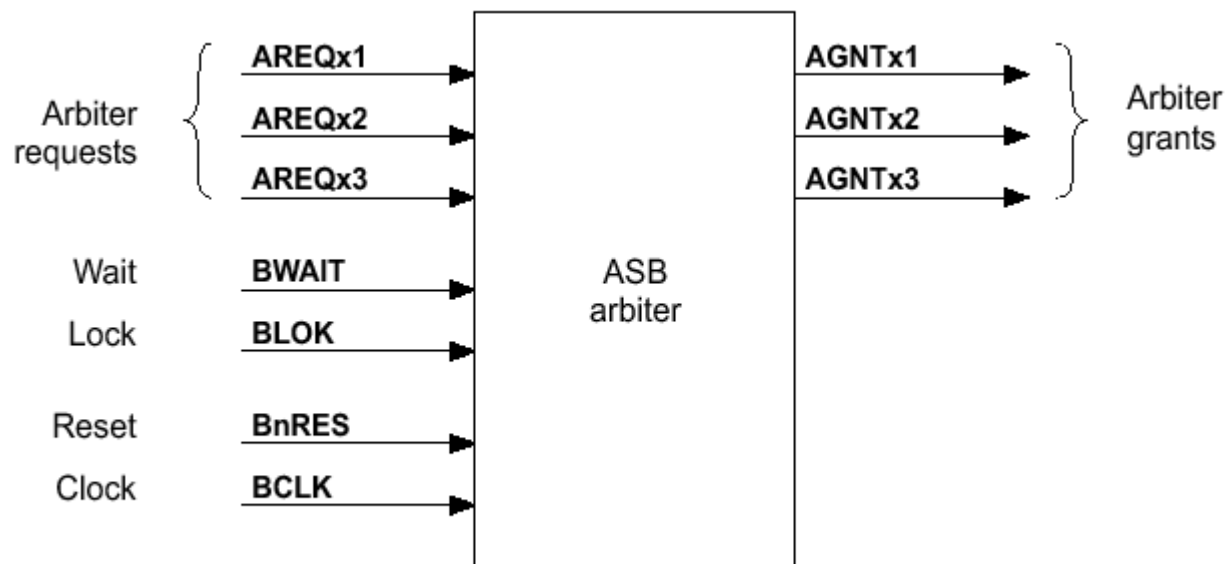 AREQx1
AGNTx1
Arbiter
requests
AREQx2
AGNTx2
Arbiter
grants
AREQx3
AGNTx3
Wait
BWAIT
ASB
arbiter
Lock
BLOK
Reset
BnRES
Clock
BCLK